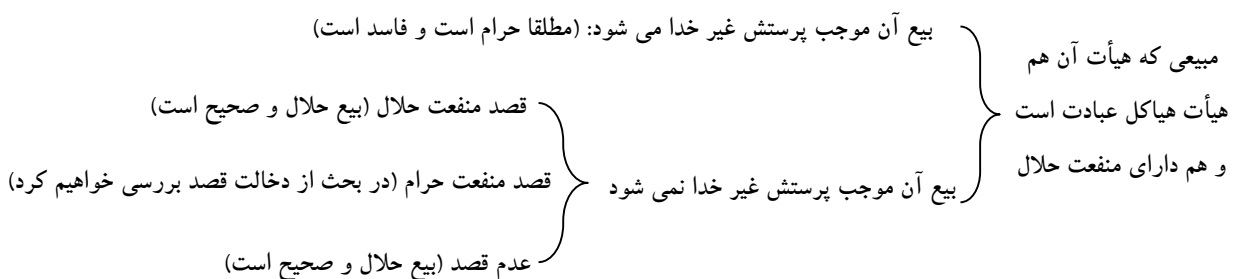 مبیعی که هیأت آن هم
هیأت هیاکل عبادت است
و هم دارای منفعت حلال
بیع آن موجب پرستش غیر خدا می شود: (مطلقا حرام است و فاسد است)
بیع آن موجب پرستش غیر خدا نمی شود
قصد منفعت حلال (بیع حلال و صحیح است)
قصد منفعت حرام (در بحث از دخالت قصد بررسی خواهیم کرد)
عدم قصد (بیع حلال و صحیح است)